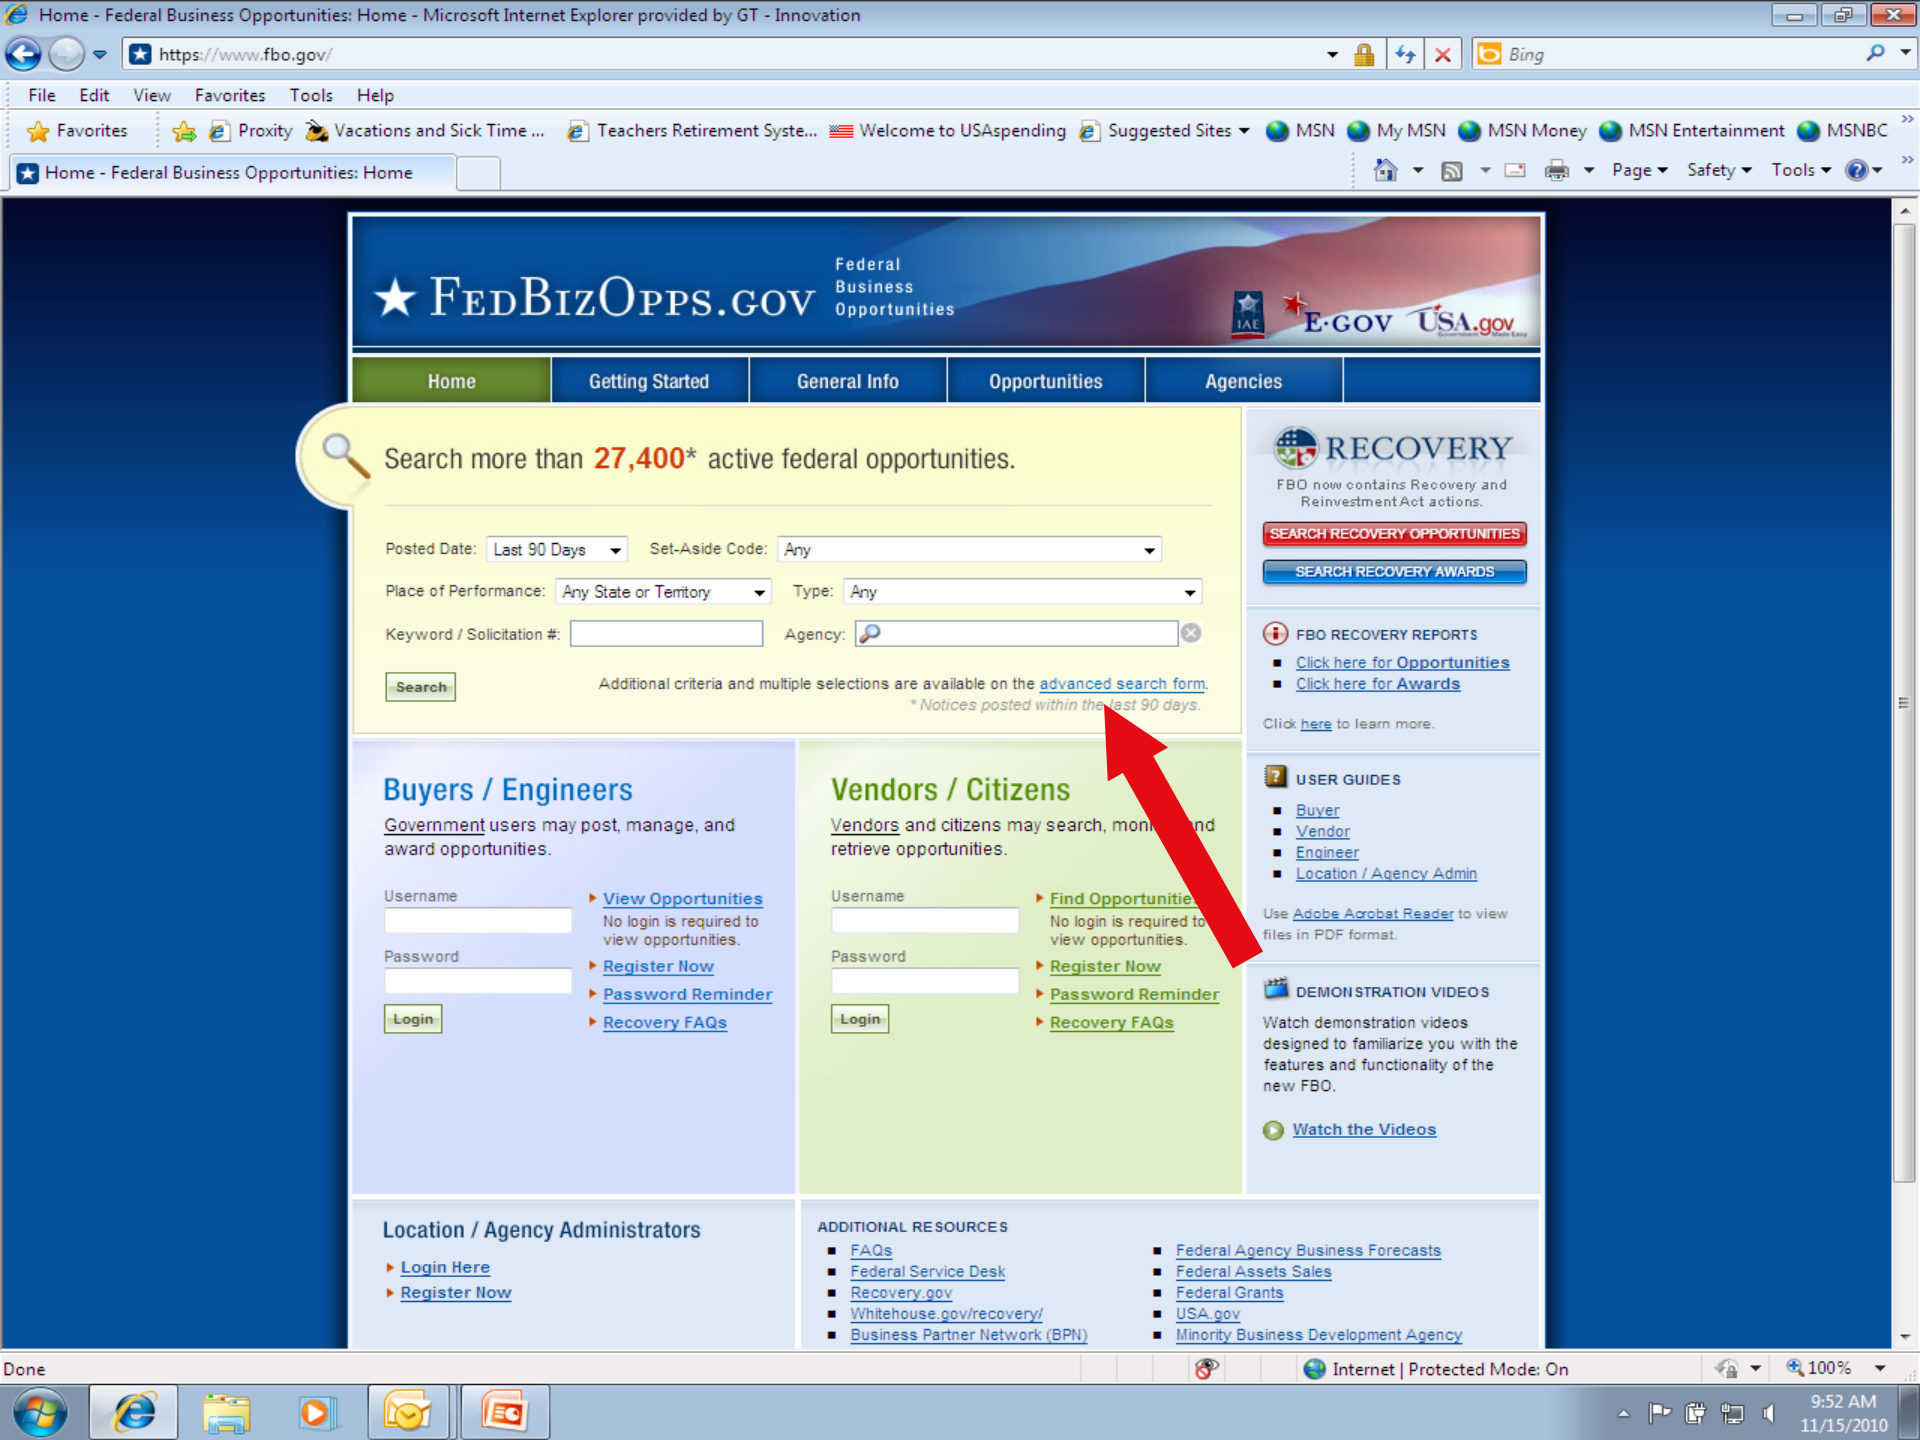 Home - Federal Business Opportunities: Home - Microsoft Internet Explorer provided by GT - Innovation
https://www.fbo.gov/
Bing
File Edit View Favorites Tools Help
Favorites Proxity Vacations and Sick Time ... Teachers Retirement Syste... Welcome to USAspending Suggested Sites MSN My MSN MSN Money MSN Entertainment MSNBC
Home - Federal Business Opportunities: Home
Page Safety Tools
FedBizOpps.gov
Federal
Business
Opportunities
IAE
E-GOV
USA.gov
Home Getting Started General Info Opportunities Agencies
Search more than 27,400* active federal opportunities.
Posted Date: Last 90 Days Set-Aside Code: Any
Place of Performance: Any State or Territory Type: Any
Keyword / Solicitation #: Agency:
Search
Additional criteria and multiple selections are available on the advanced search form.
* Notices posted within the last 90 days.
RECOVERY
FBO now contains Recovery and
Reinvestment Act actions.
SEARCH RECOVERY OPPORTUNITIES
SEARCH RECOVERY AWARDS
FBO RECOVERY REPORTS
Click here for Opportunities
Click here for Awards
Click here to learn more.
USER GUIDES
Buyer
Vendor
Engineer
Location / Agency Admin
Use Adobe Acrobat Reader to view
files in PDF format.
DEMONSTRATION VIDEOS
Watch demonstration videos
designed to familiarize you with the
features and functionality of the
new FBO.
Watch the Videos
Buyers / Engineers
Government users may post, manage, and
award opportunities.
Username
Password
Login
View Opportunities
No login is required to
view opportunities.
Register Now
Password Reminder
Recovery FAQs
Vendors / Citizens
Vendors and citizens may search, mon nd
retrieve opportunities.
Username
Password
Login
Find Opportunitie
No login is required to
view opportunities.
Register Now
Password Reminder
Recovery FAQs
Location / Agency Administrators
Login Here
Register Now
ADDITIONAL RESOURCES
FAQs
Federal Service Desk
Recovery.gov
Whitehouse.gov/recovery/
Business Partner Network (BPN)
Federal Agency Business Forecasts
Federal Assets Sales
Federal Grants
USA.gov
Minority Business Development Agency
Done
Internet | Protected Mode: On
100%
9:52 AM
11/15/2010